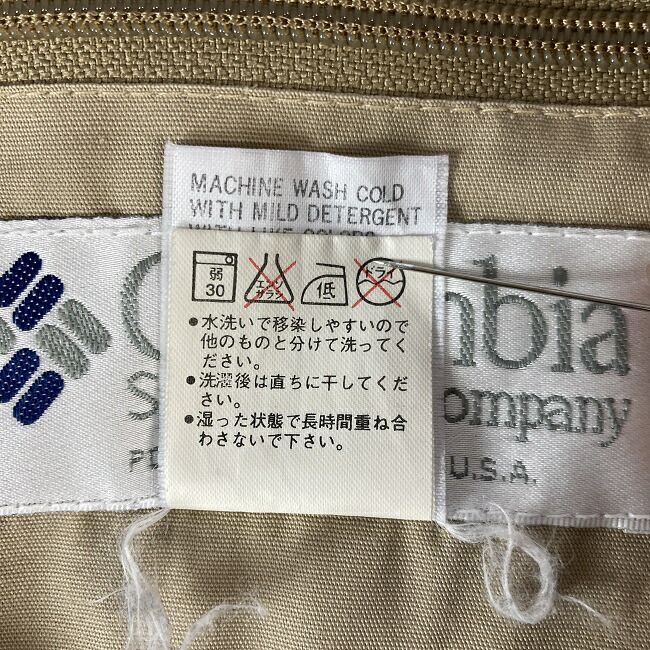 MACHINE WASH COLD
WITH MILD DETERGENT
WITH LIKE COLORS
弱
30
エンソ
サラシ
低
ドライ
●水洗いで移染しやすいので
他のものと分けて洗ってく
ださい。
●洗濯後は直ちに干してくだ
さい。
●湿った状態で長時間重ね合
わさないで下さい。
C
mbia
S
ompany
U.S.A.